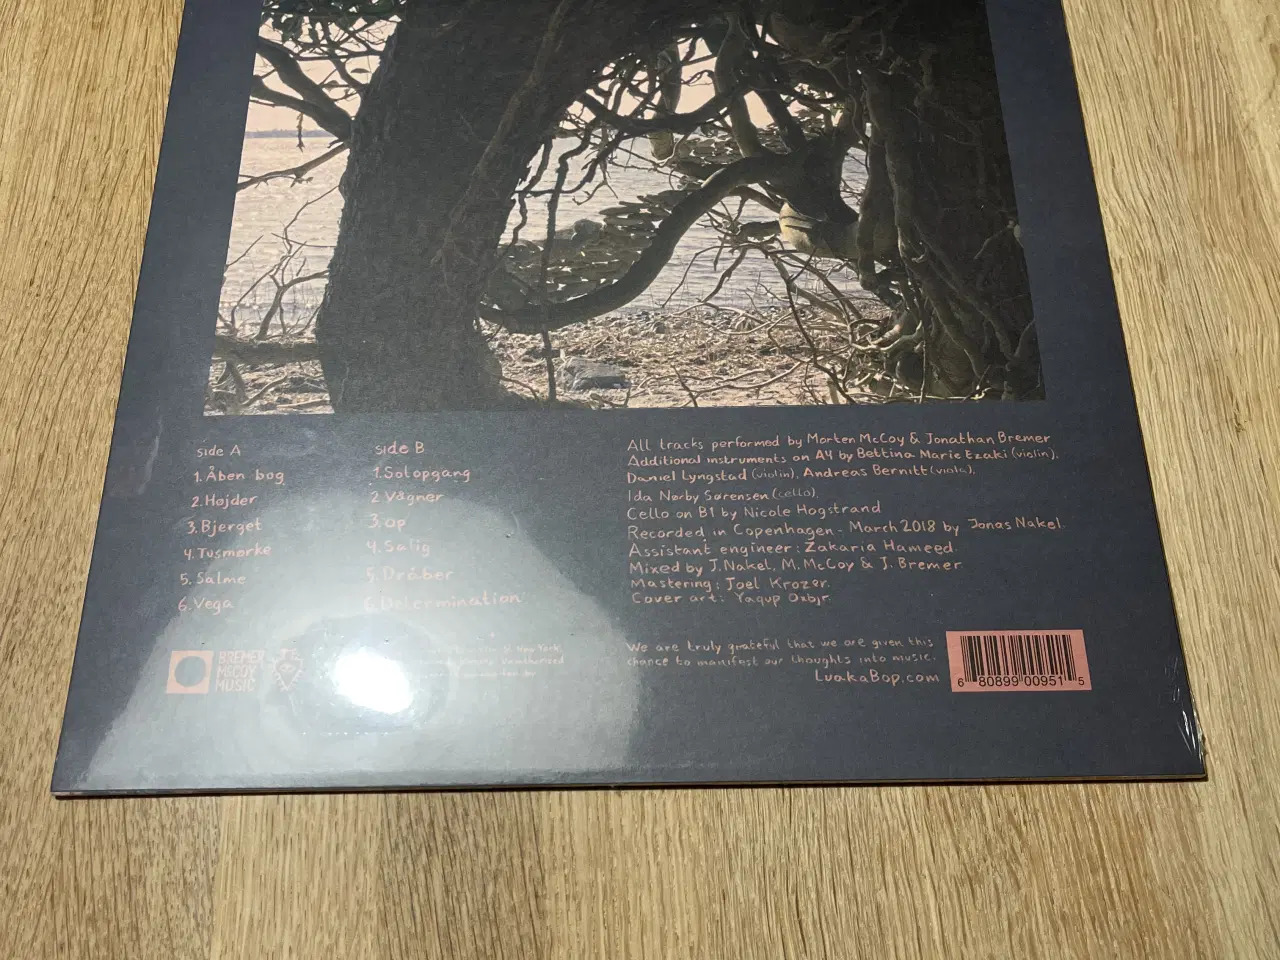 side A
1. Åben bog
2. Højder
3. Bjerget
4. Tusmørke
5. Salme
6. Vega
side B
1. Solopgang
2. Vågner
3. Op
4. Salig
5. Dråber
6. Determination
All tracks performed by Morten McCoy & Jonathan Bremer
Additional instruments on A4 by Bettina Marie Ezaki (violin),
Daniel Lyngstad (violin), Andreas Bernitt (viola),
Ida Nørby Sørensen (cello),
Cello on B1 by Nicole Hogstrand
Recorded in Copenhagen - March 2018 by Jonas Nakel.
Assistant engineer: Zakaria Hameed.
Mixed by J. Nakel, M. McCoy & J. Bremer
Mastering: Joel Krozer.
Cover art: Yaqup Ozbjr.
BREMER
MCCOY
MUSIC
New York,
Unauthorized
We are truly grateful that we are given this
chance to manifest our thoughts into music.
LuakaBop.com
6 80899 00951 5